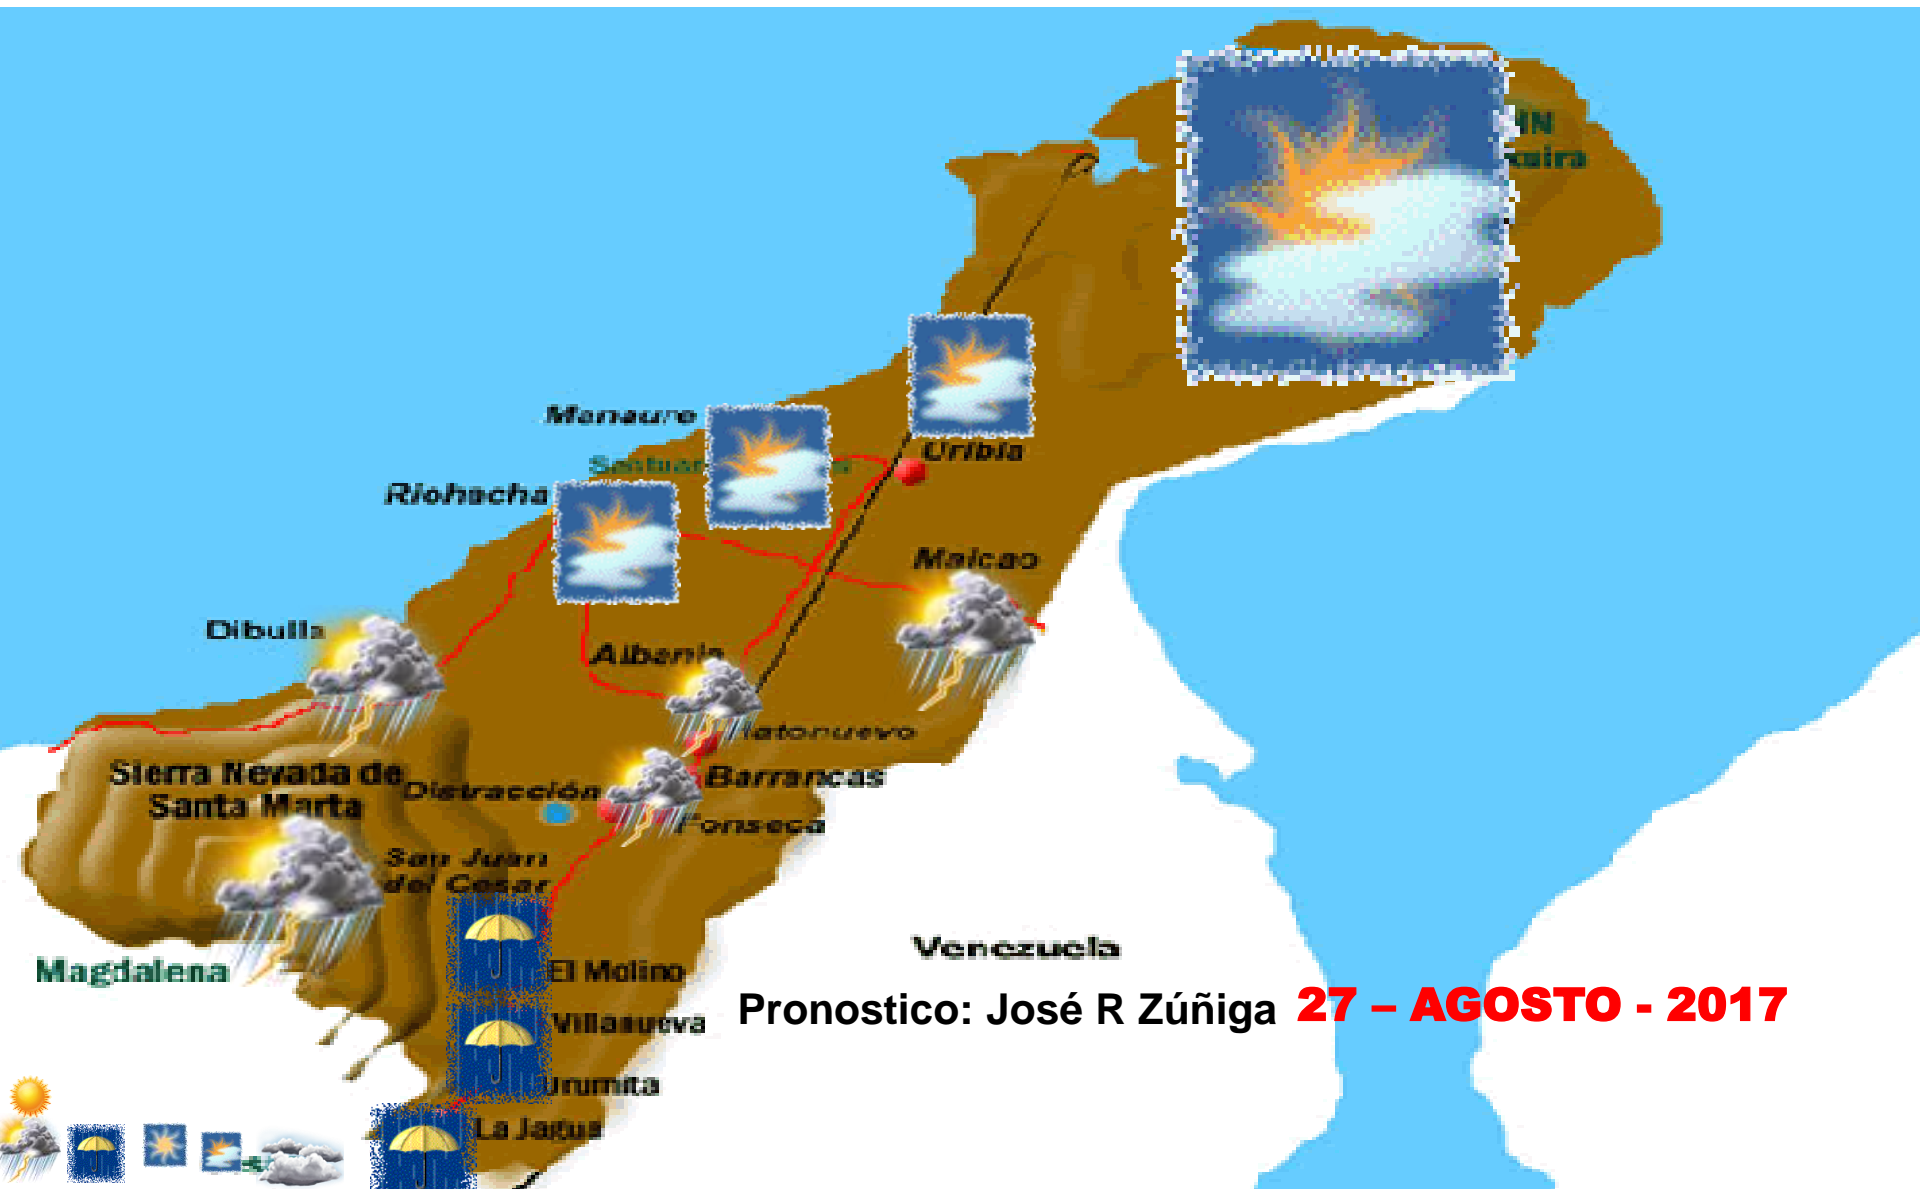 Manaure
Uribia
Riohacha
Maicao
Dibulla
Albania
Hatonuevo
Sierra Nevada de
Santa Marta
Distracción
Barrancas
Fonseca
San Juan
del Cesar
Venezuela
Magdalena
El Molino
Pronostico: José R Zúñiga 27 – AGOSTO - 2017
Villanueva
Urumita
La Jagua